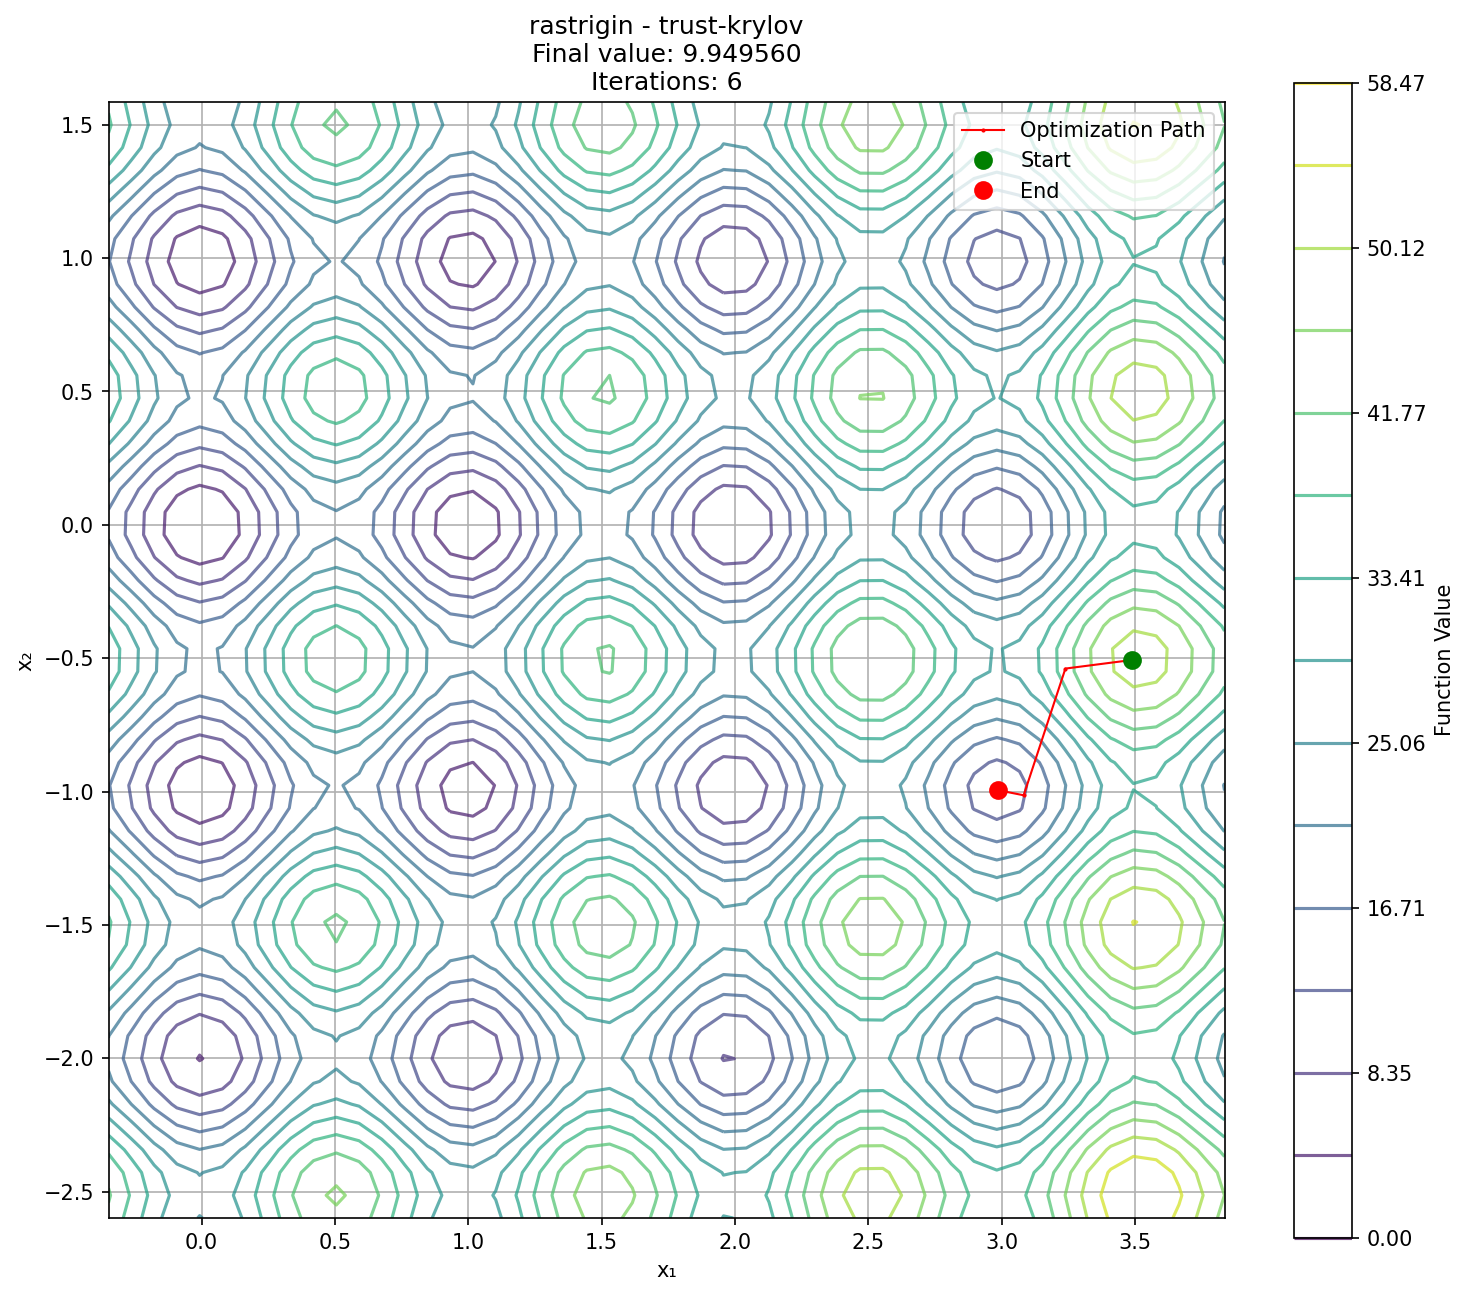 rastrigin - trust-krylov
Final value: 9.949560
Iterations: 6
Optimization Path
Start
End
1.5
1.0
0.5
0.0
−0.5
−1.0
−1.5
−2.0
−2.5
x₂
0.0
0.5
1.0
1.5
2.0
2.5
3.0
3.5
x₁
58.47
50.12
41.77
33.41
25.06
16.71
8.35
0.00
Function Value